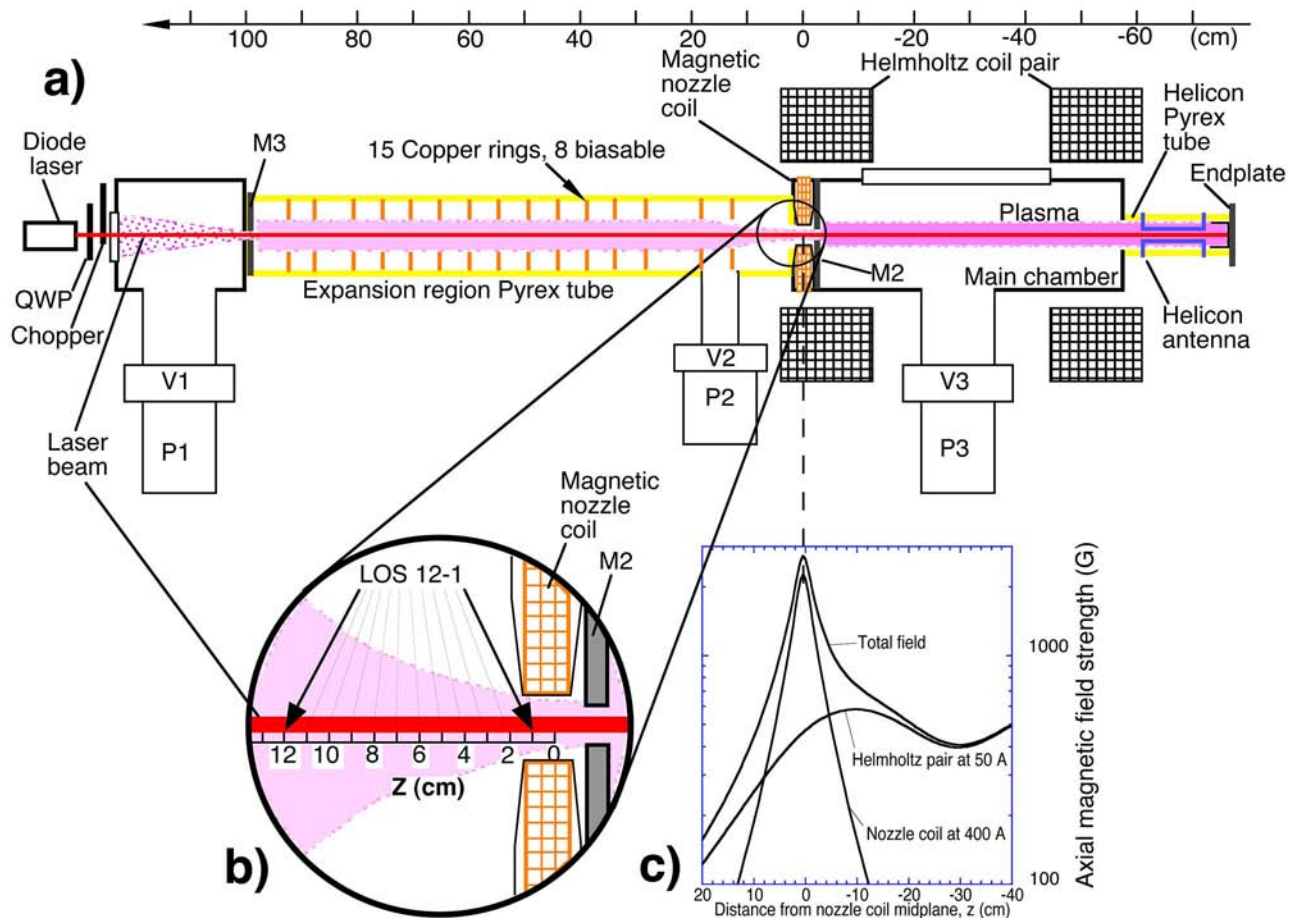 100 80 60 40 20 0 -20 -40 -60 (cm)
a)
Magnetic
nozzle
coil
Helmholtz coil pair
Helicon
Pyrex
tube
Endplate
Diode
laser
M3
15 Copper rings, 8 biasable
Plasma
QWP
Chopper
Expansion region Pyrex tube
M2
Main chamber
Helicon
antenna
V1
V2
V3
P1
P2
P3
Laser
beam
Magnetic
nozzle
coil
M2
LOS 12-1
12 10 8 6 4 2 0
Z (cm)
b)
c)
Total field
Helmholtz pair at 50 A
Nozzle coil at 400 A
1000
100
Axial magnetic field strength (G)
20 10 0 -10 -20 -30 -40
Distance from nozzle coil midplane, z (cm)